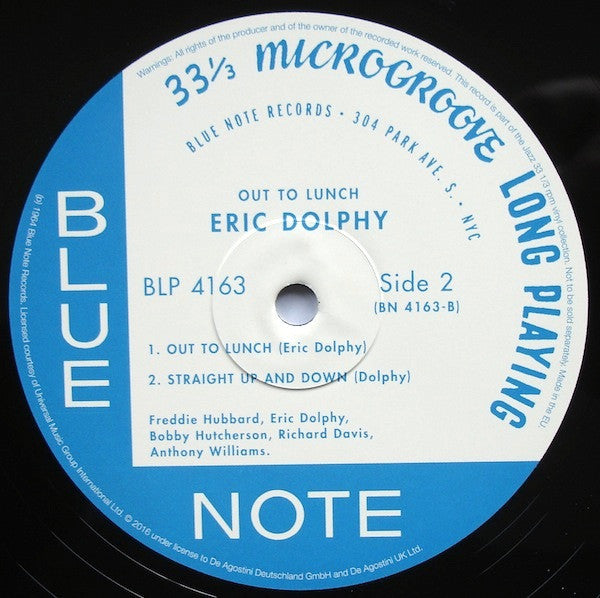 Warnings: All rights of the producer and of the owner of the recorded work reserved. This record is part of the Jazz 33 1/3 rpm vinyl collection. Not to be sold separately. Made in the EU
33 1/3 MICROGROOVE LONG PLAYING
BLUE NOTE RECORDS • 304 PARK AVE. S. • NYC
OUT TO LUNCH
ERIC DOLPHY
BLP 4163
Side 2
(BN 4163-B)
1. OUT TO LUNCH (Eric Dolphy)
2. STRAIGHT UP AND DOWN (Dolphy)
Freddie Hubbard, Eric Dolphy,
Bobby Hutcherson, Richard Davis,
Anthony Williams.
BLUE
NOTE
(p) 1964 Blue Note Records. Licensed courtesy of Universal Music Group International Ltd. © 2016 under license to De Agostini Deutschland GmbH and De Agostini UK Ltd.